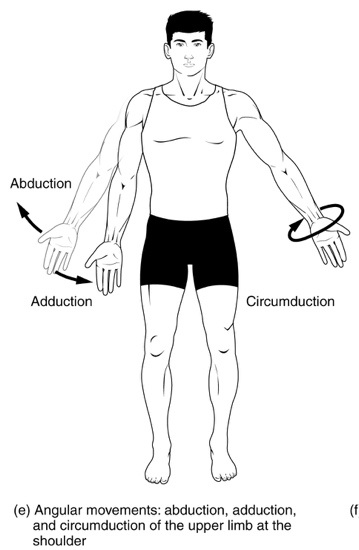 Abduction
Adduction
Circumduction
(e) Angular movements: abduction, adduction,
and circumduction of the upper limb at the
shoulder
(f